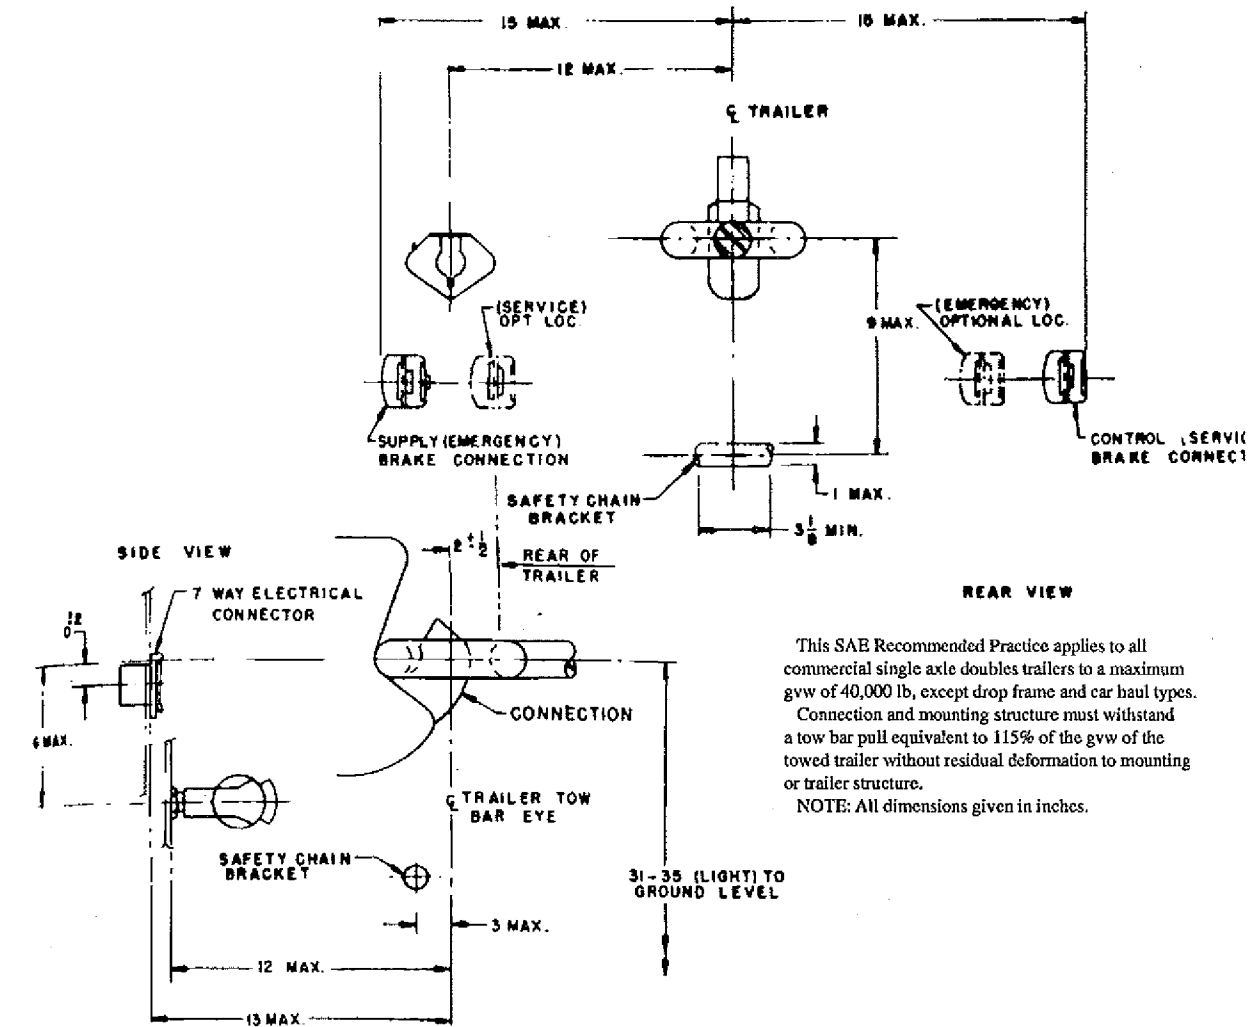 15 MAX.
18 MAX.
12 MAX.
℄ TRAILER
(SERVICE)
OPT LOC.
(EMERGENCY)
OPTIONAL LOC.
9 MAX.
SUPPLY (EMERGENCY)
BRAKE CONNECTION
CONTROL (SERVIC
BRAKE CONNECT
SAFETY CHAIN
BRACKET
1 MAX.
3 1/8 MIN.
SIDE VIEW
2 ± 1/2
REAR OF
TRAILER
7 WAY ELECTRICAL
CONNECTOR
REAR VIEW
This SAE Recommended Practice applies to all
commercial single axle doubles trailers to a maximum
gvw of 40,000 lb, except drop frame and car haul types.
Connection and mounting structure must withstand
a tow bar pull equivalent to 115% of the gvw of the
towed trailer without residual deformation to mounting
or trailer structure.
NOTE: All dimensions given in inches.
CONNECTION
6 MAX.
℄ TRAILER TOW
BAR EYE
SAFETY CHAIN
BRACKET
31-35 (LIGHT) TO
GROUND LEVEL
3 MAX.
12 MAX.
13 MAX.